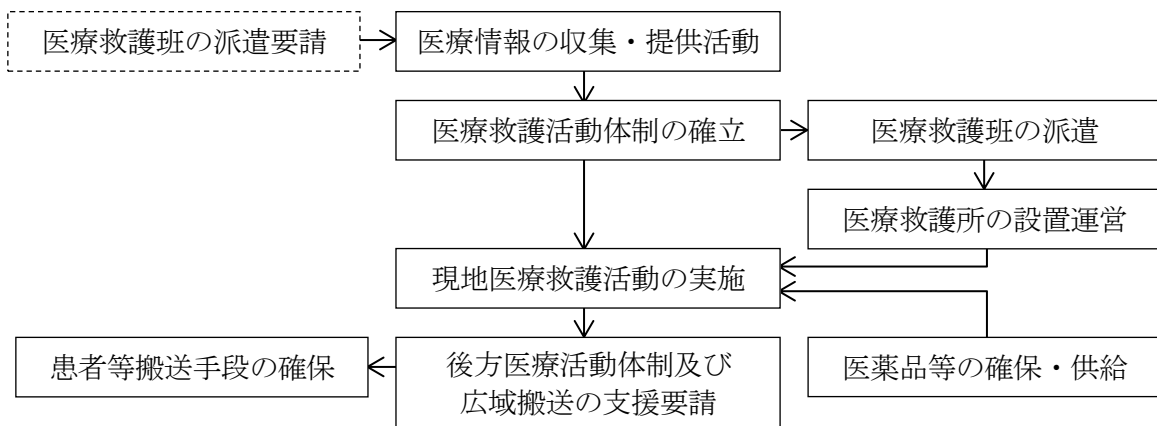 医療救護班の派遣要請
医療情報の収集・提供活動
医療救護活動体制の確立
医療救護班の派遣
医療救護所の設置運営
現地医療救護活動の実施
患者等搬送手段の確保
後方医療活動体制及び
広域搬送の支援要請
医薬品等の確保・供給